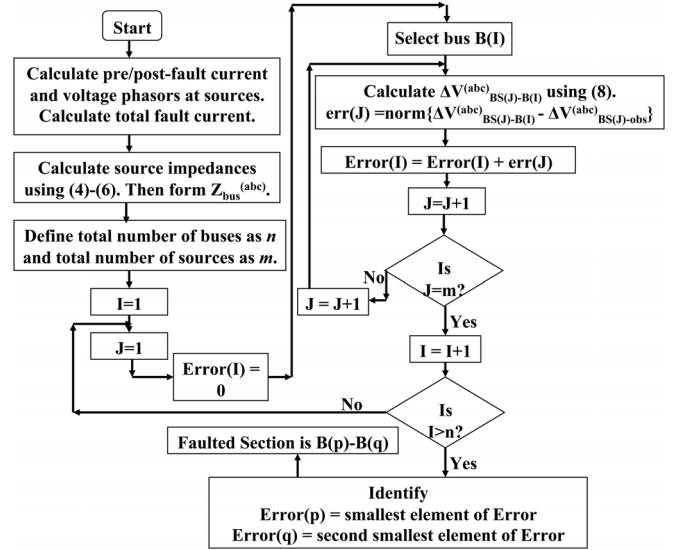 Start
Calculate pre/post-fault current
and voltage phasors at sources.
Calculate total fault current.
Calculate source impedances
using (4)-(6). Then form Zbus(abc).
Define total number of buses as n
and total number of sources as m.
I=1
J=1
Error(I) =
0
Select bus B(I)
Calculate ΔV(abc)BS(J)-B(I) using (8).
err(J) =norm{ΔV(abc)BS(J)-B(I) - ΔV(abc)BS(J)-obs}
Error(I) = Error(I) + err(J)
J=J+1
Is
J=m?
No
J = J+1
Yes
I = I+1
Is
I>n?
No
Yes
Identify
Error(p) = smallest element of Error
Error(q) = second smallest element of Error
Faulted Section is B(p)-B(q)